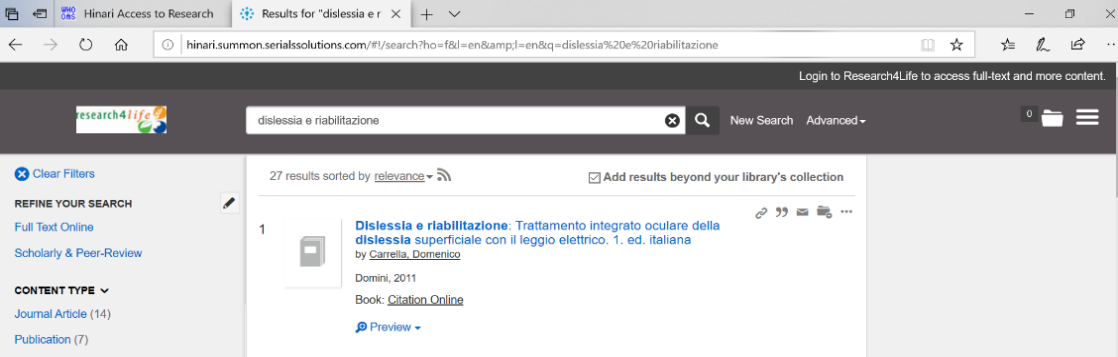 WHO OMS
Hinari Access to Research
Results for "dislessia e r
hinari.summon.serialssolutions.com/#!/search?ho=f&l=en&amp;l=en&q=dislessia%20e%20riabilitazione
Login to Research4Life to access full-text and more content.
research4life
dislessia e riabilitazione
New Search
Advanced
0
Clear Filters
REFINE YOUR SEARCH
Full Text Online
Scholarly & Peer-Review
CONTENT TYPE
Journal Article (14)
Publication (7)
27 results sorted by relevance
Add results beyond your library's collection
1
Dislessia e riabilitazione: Trattamento integrato oculare della
dislessia superficiale con il leggio elettrico. 1. ed. italiana
by Carrella, Domenico
Domini, 2011
Book: Citation Online
Preview